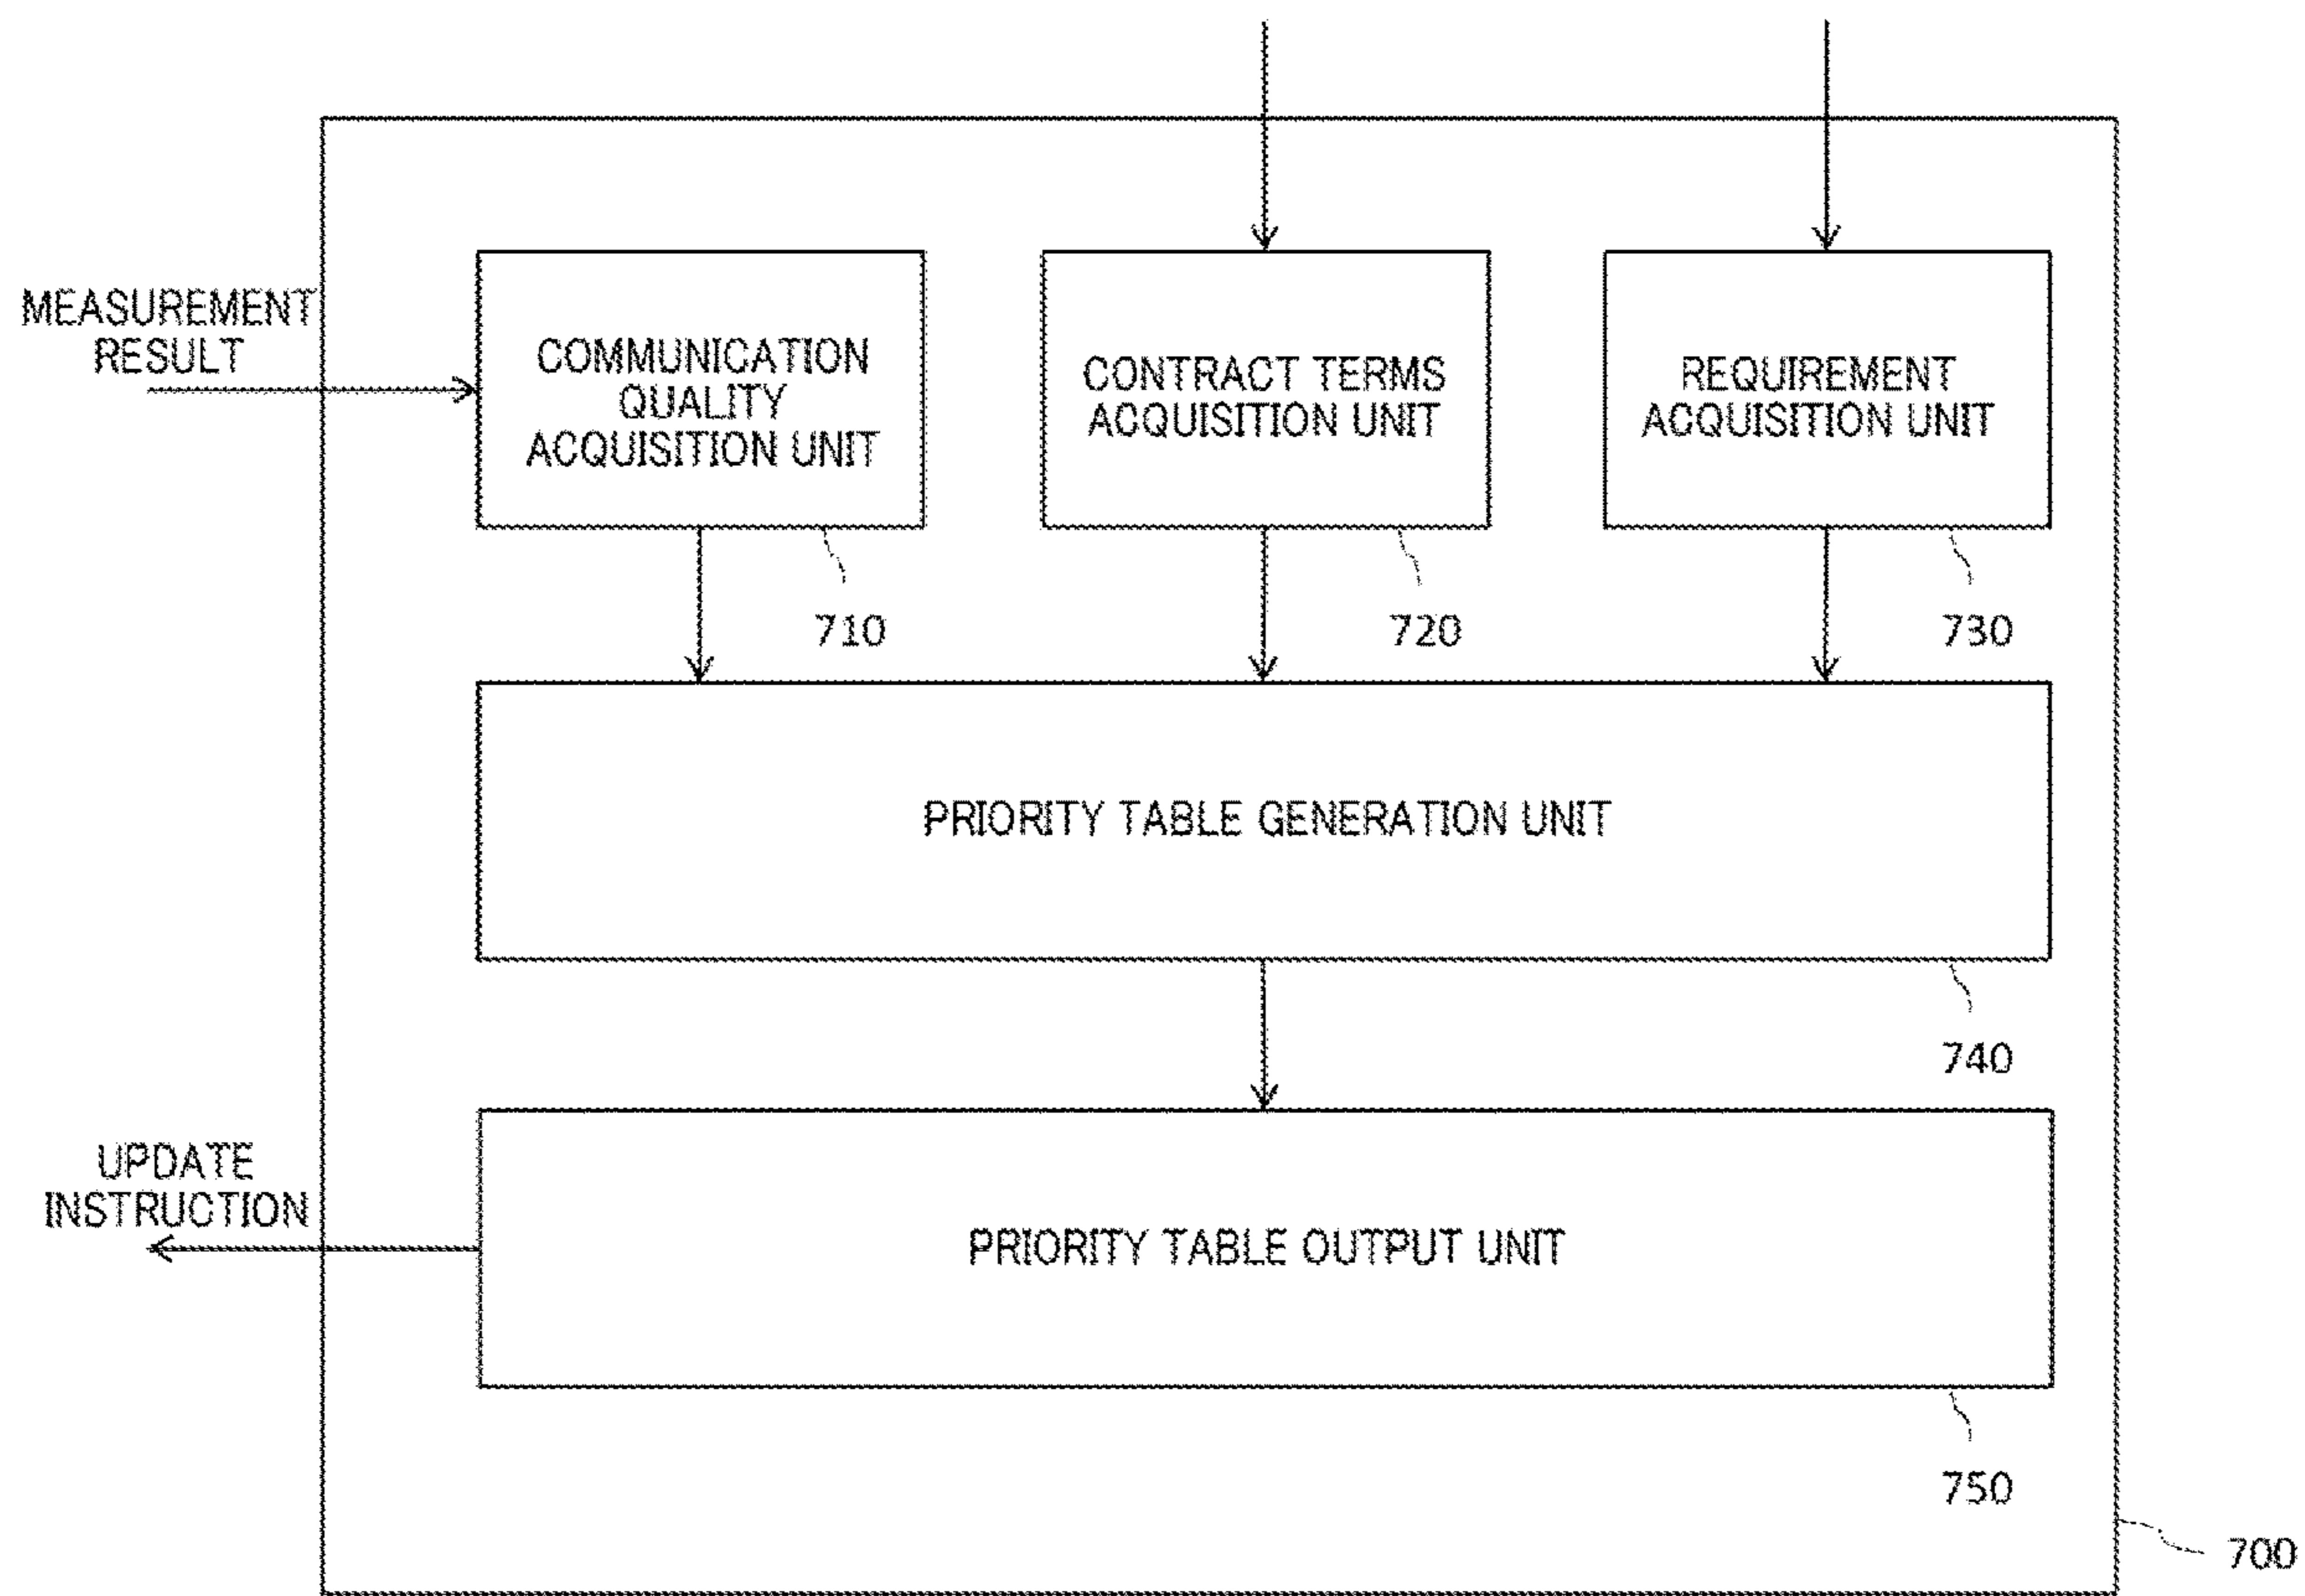 MEASUREMENT
RESULT
COMMUNICATION
QUALITY
ACQUISITION UNIT
CONTRACT TERMS
ACQUISITION UNIT
REQUIREMENT
ACQUISITION UNIT
710
720
730
PRIORITY TABLE GENERATION UNIT
740
UPDATE
INSTRUCTION
PRIORITY TABLE OUTPUT UNIT
750
700